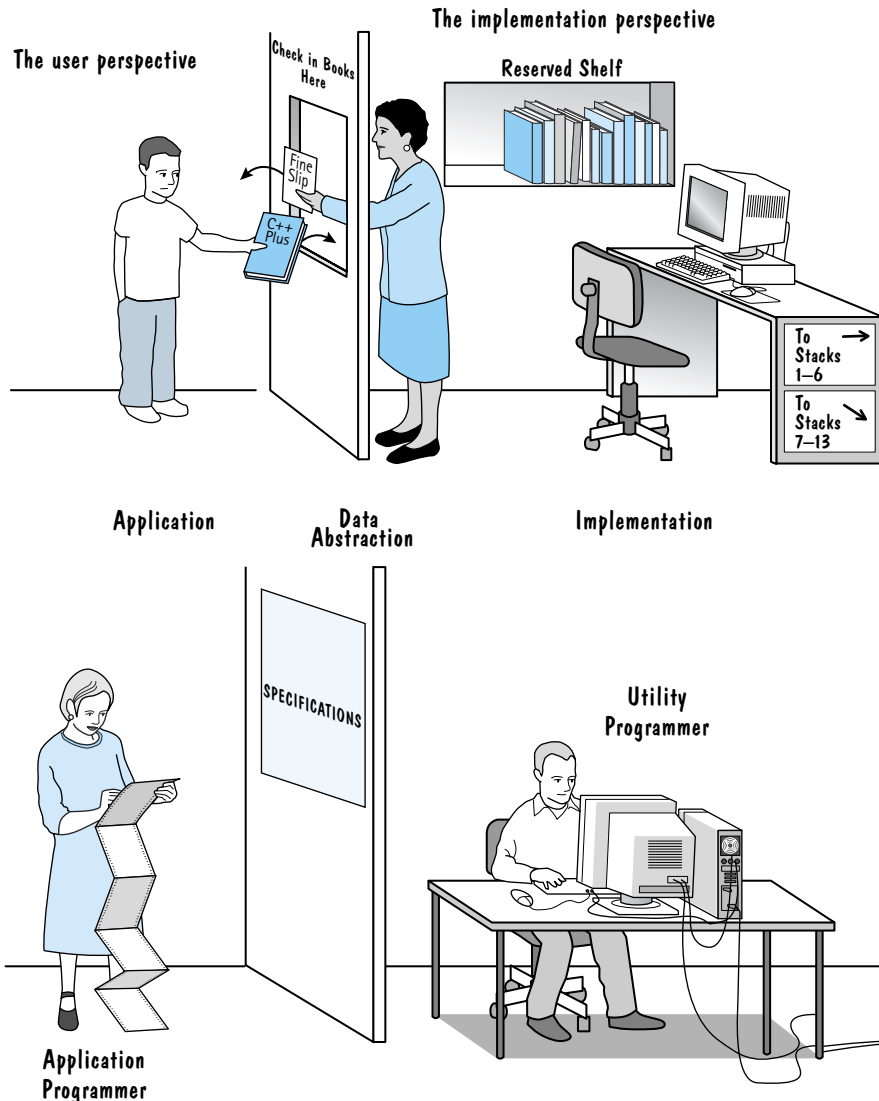 The implementation perspective
The user perspective
Check in Books
Here
Reserved Shelf
Fine
Slip
C++
Plus
To
Stacks
1–6
To
Stacks
7–13
Application
Data
Abstraction
Implementation
SPECIFICATIONS
Utility
Programmer
Application
Programmer